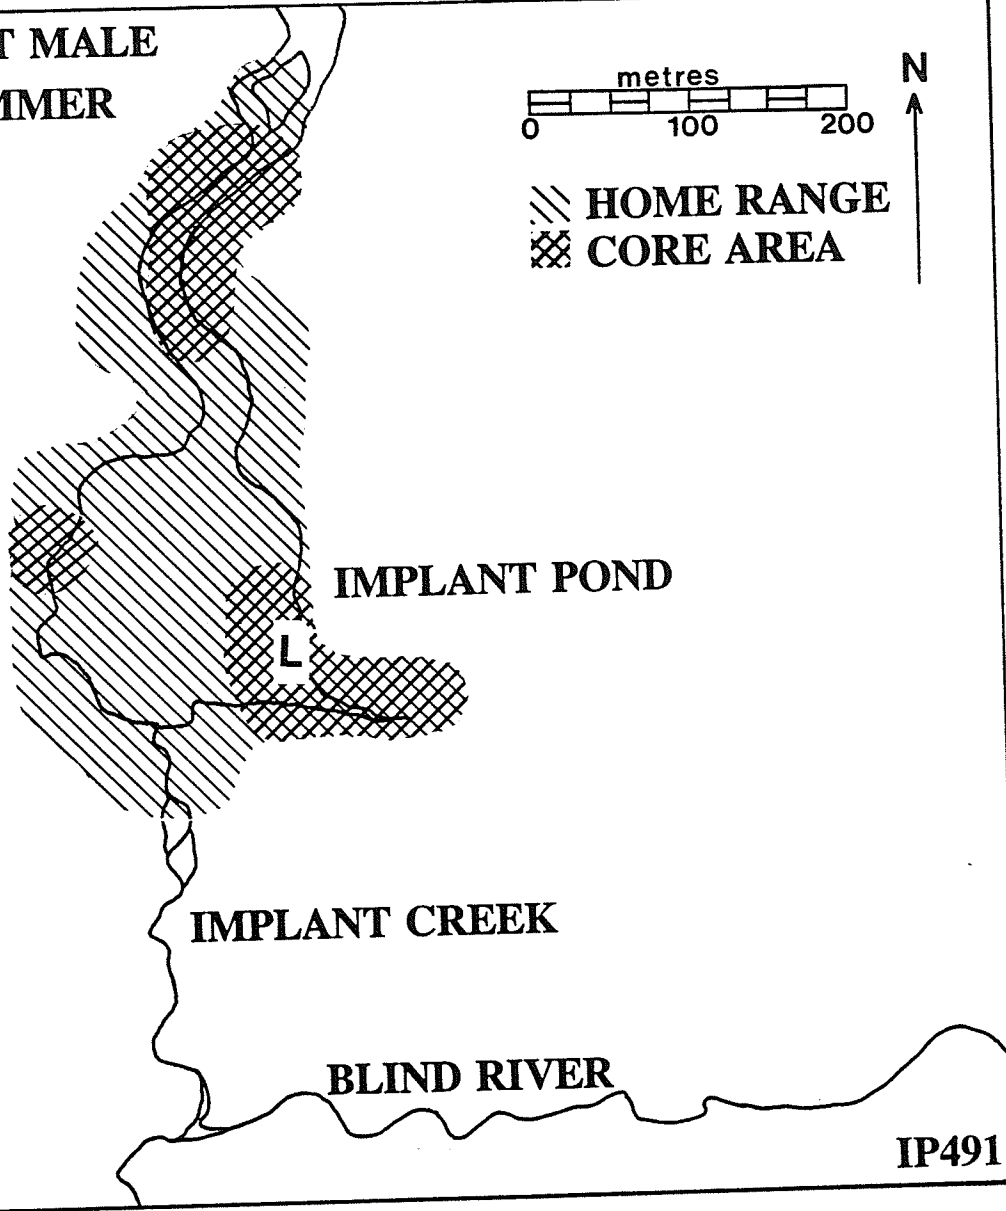 T MALE
MMER
metres
0 100 200
N
HOME RANGE
CORE AREA
IMPLANT POND
L
IMPLANT CREEK
BLIND RIVER
IP491